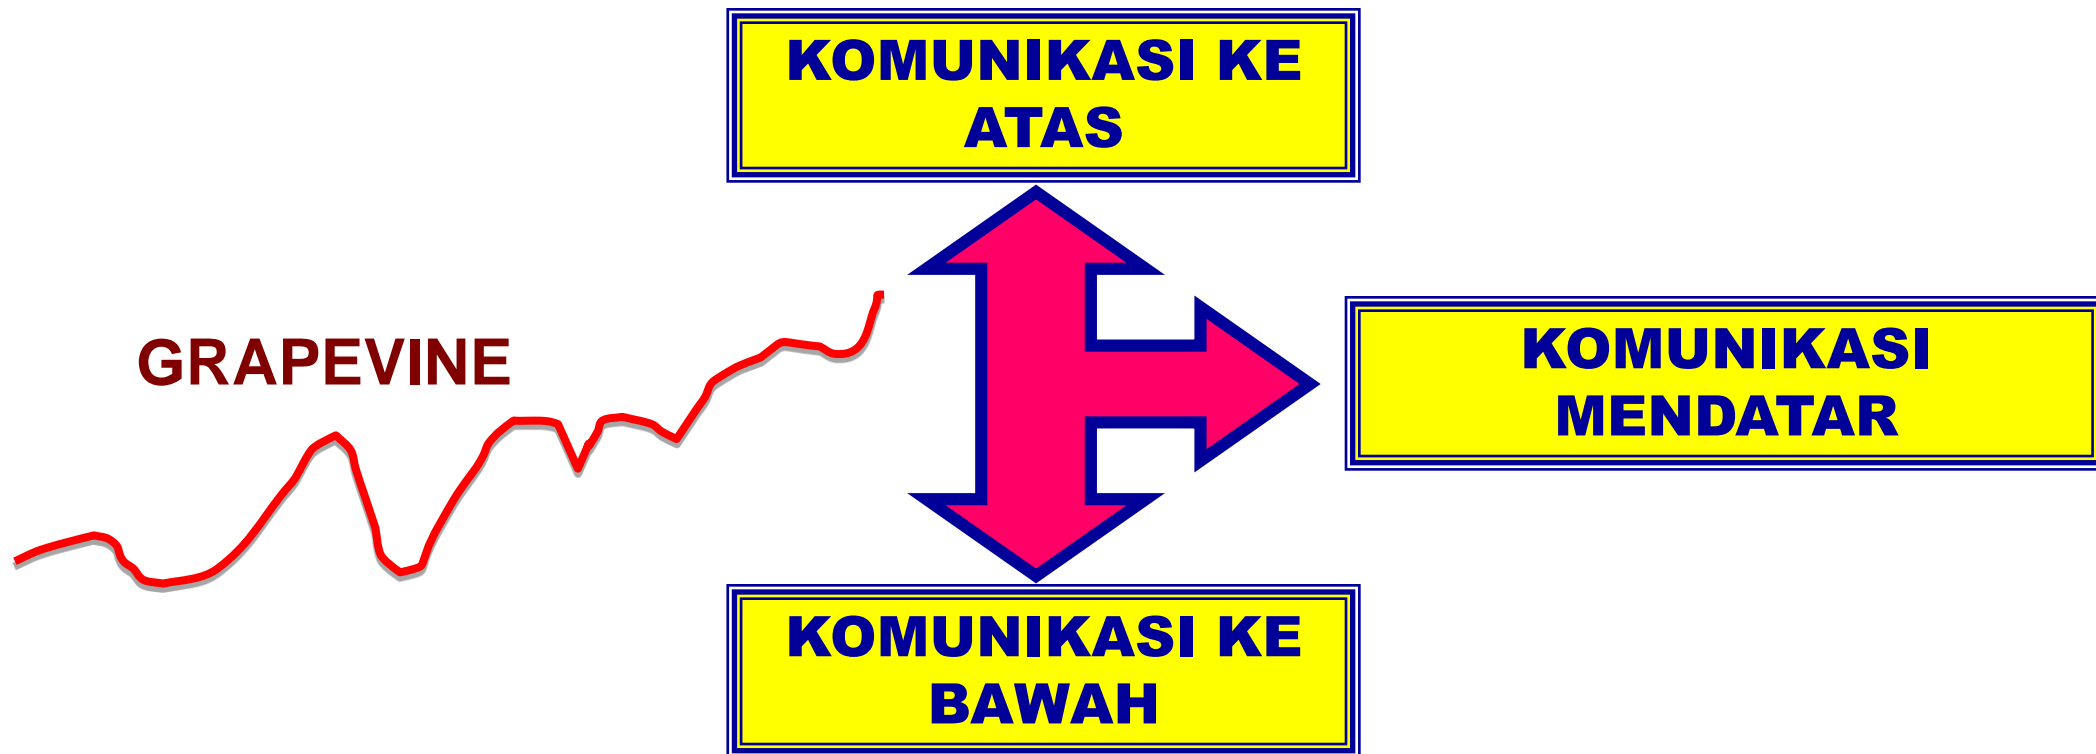 KOMUNIKASI KE
ATAS
GRAPEVINE
KOMUNIKASI
MENDATAR
KOMUNIKASI KE
BAWAH